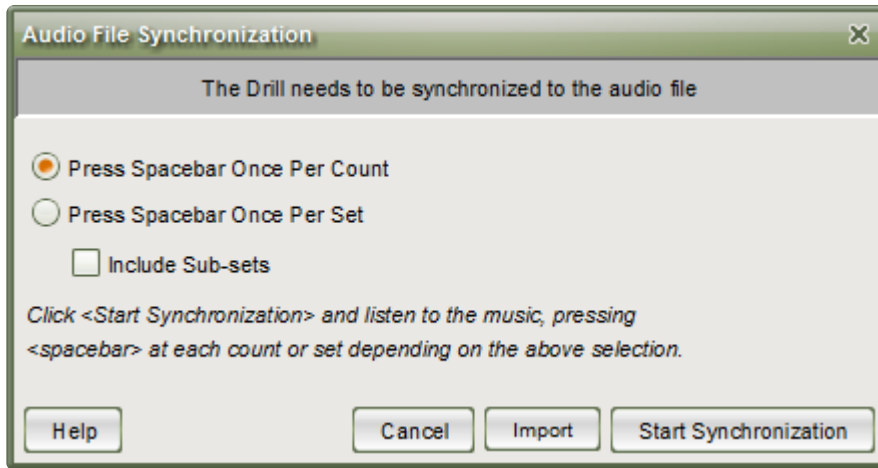 Audio File Synchronization
The Drill needs to be synchronized to the audio file
Press Spacebar Once Per Count
Press Spacebar Once Per Set
Include Sub-sets
Click <Start Synchronization> and listen to the music, pressing
<spacebar> at each count or set depending on the above selection.
Help Cancel Import Start Synchronization